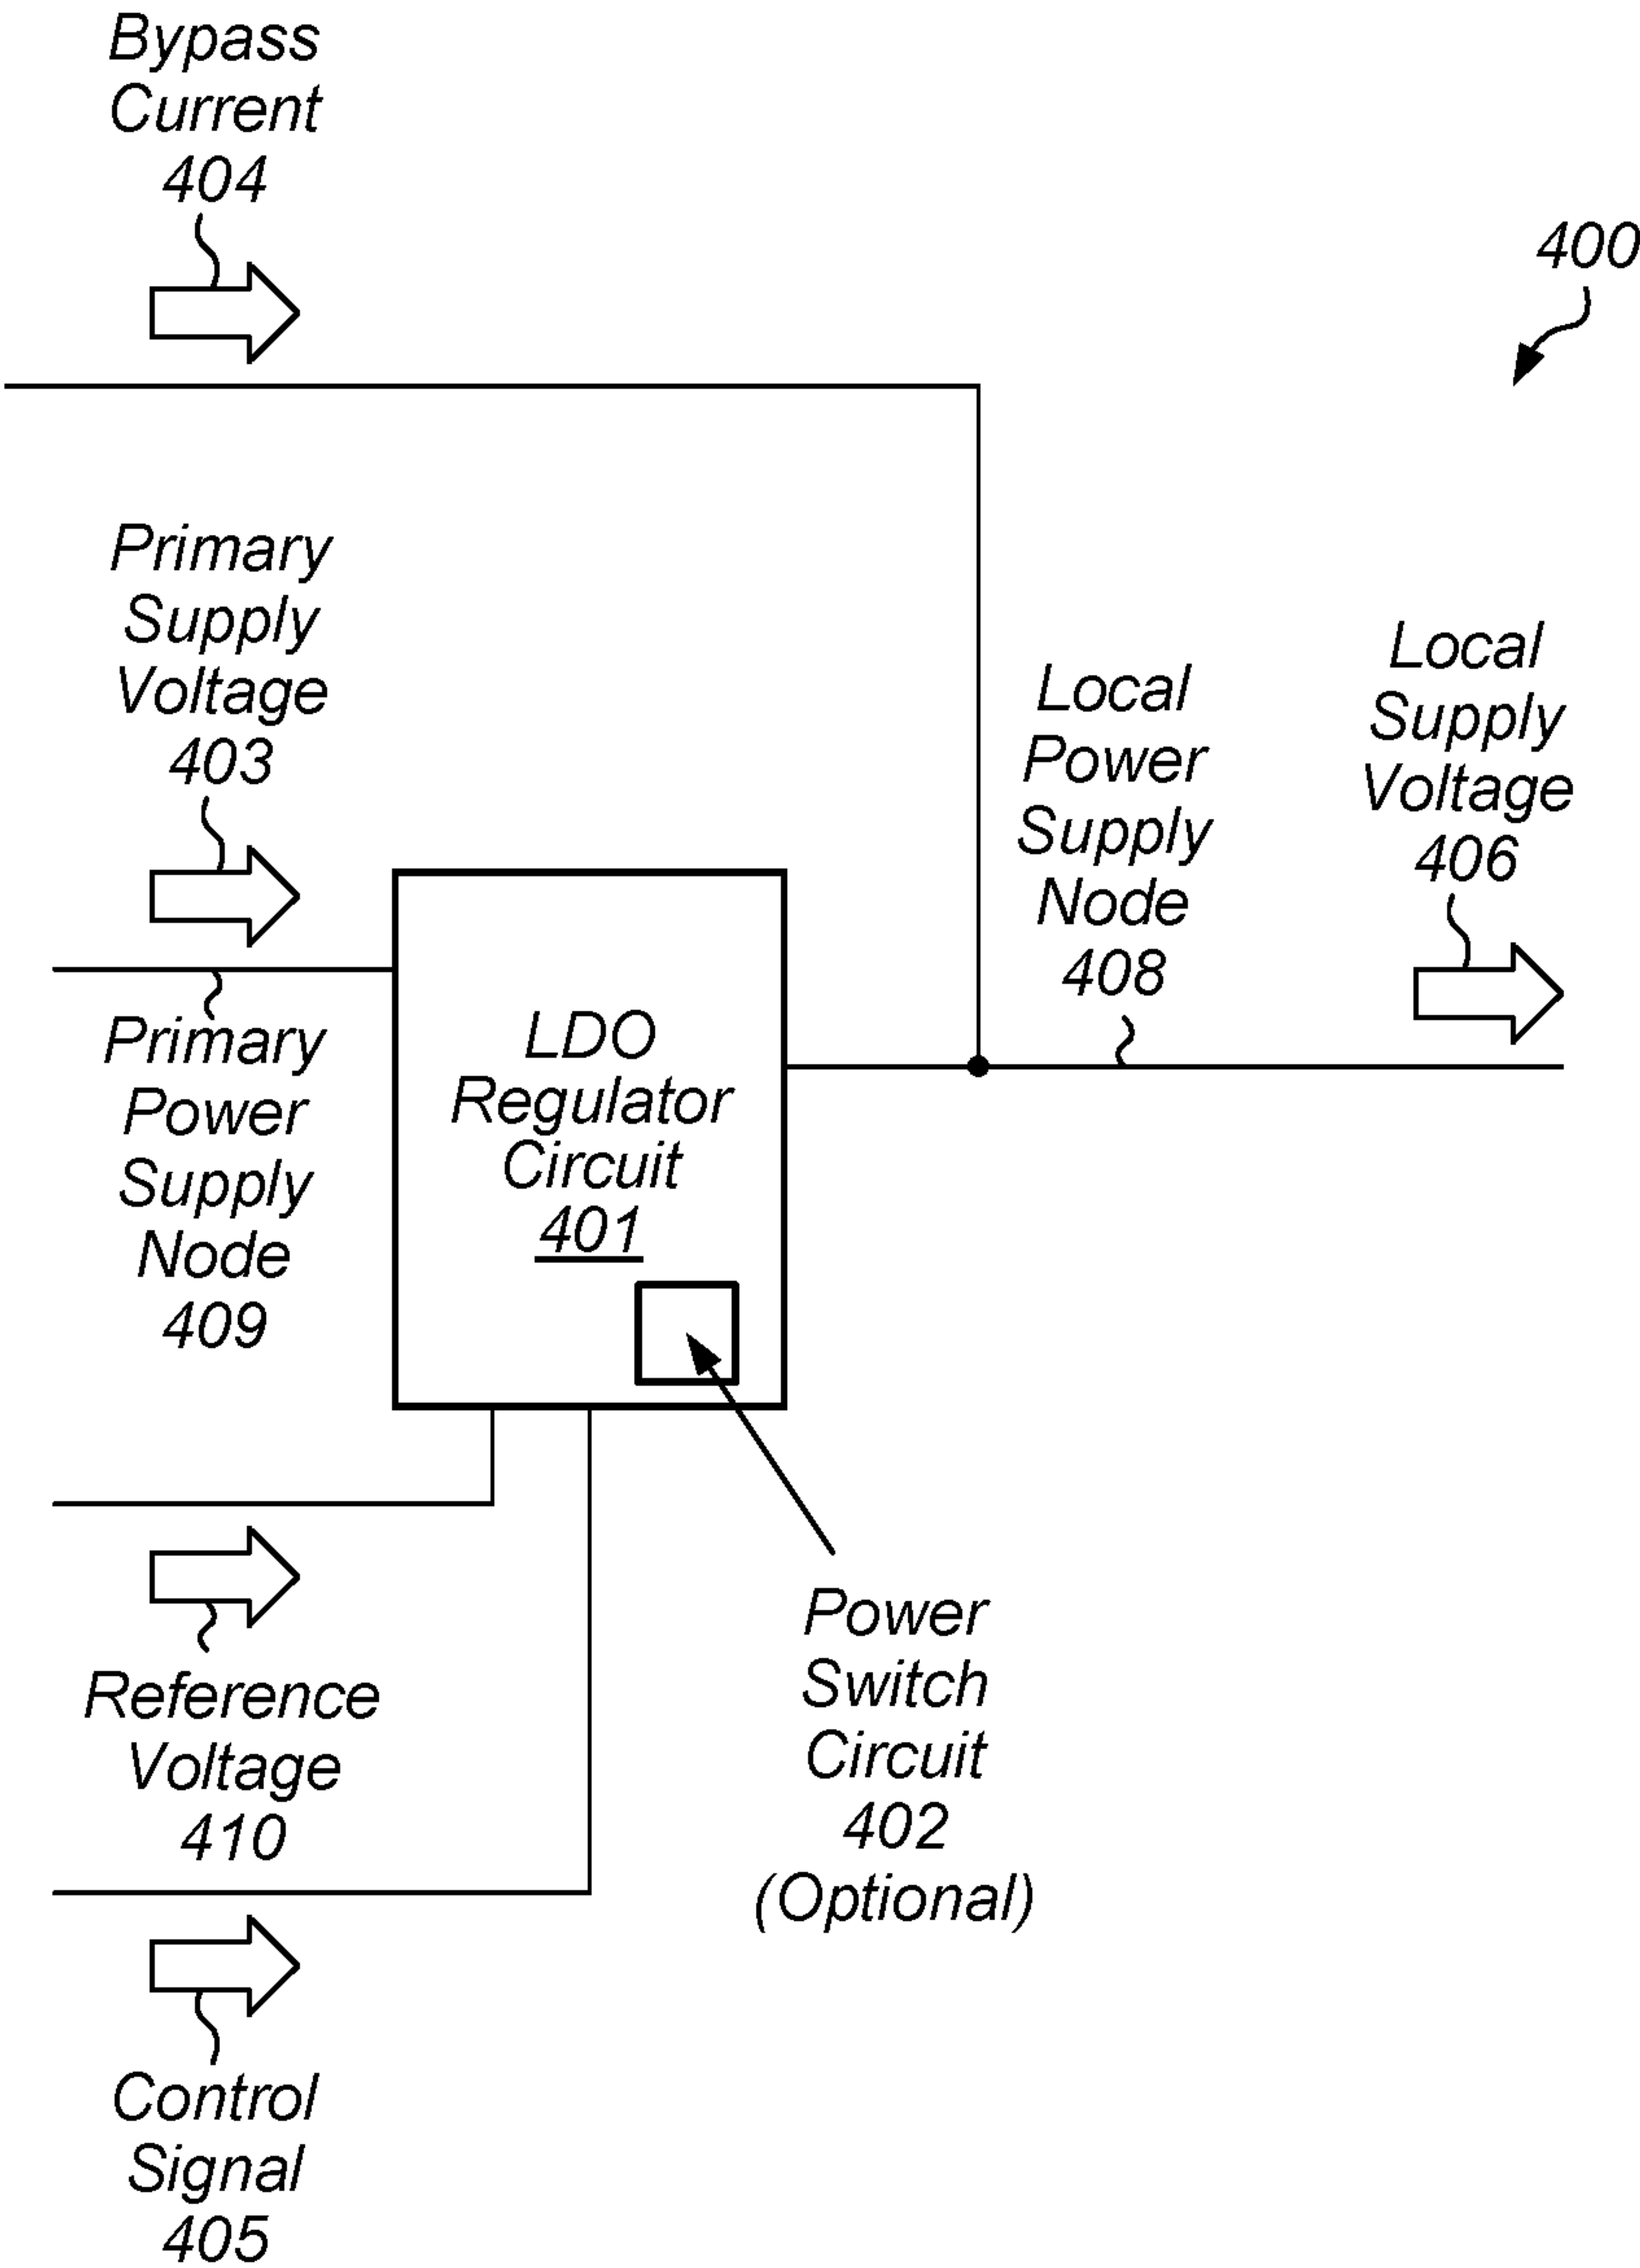 Bypass
Current
404
400
Primary
Supply
Voltage
403
Local
Power
Supply
Node
408
Local
Supply
Voltage
406
Primary
Power
Supply
Node
409
LDO
Regulator
Circuit
401
Reference
Voltage
410
Power
Switch
Circuit
402
(Optional)
Control
Signal
405